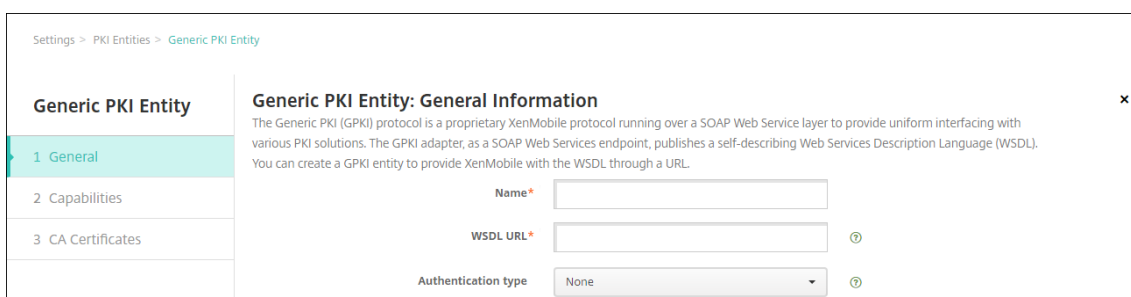 Settings > PKI Entities > Generic PKI Entity
Generic PKI Entity
1 General
2 Capabilities
3 CA Certificates
Generic PKI Entity: General Information
The Generic PKI (GPKI) protocol is a proprietary XenMobile protocol running over a SOAP Web Service layer to provide uniform interfacing with
various PKI solutions. The GPKI adapter, as a SOAP Web Services endpoint, publishes a self-describing Web Services Description Language (WSDL).
You can create a GPKI entity to provide XenMobile with the WSDL through a URL.
Name*
WSDL URL*
Authentication type None